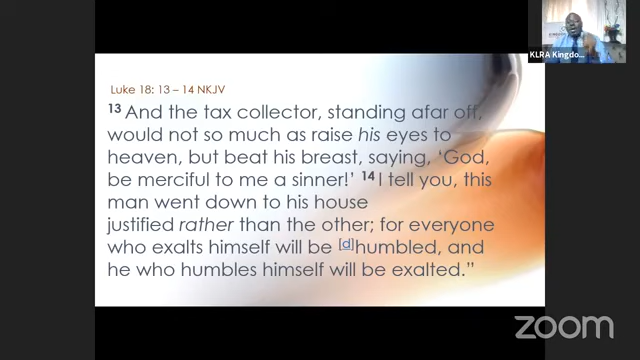 KLRA Kingdo...
Luke 18: 13 – 14 NKJV
13 And the tax collector, standing afar off,
would not so much as raise his eyes to
heaven, but beat his breast, saying, ‘God,
be merciful to me a sinner!’ 14 I tell you, this
man went down to his house
justified rather than the other; for everyone
who exalts himself will be [d]humbled, and
he who humbles himself will be exalted.”
zoom